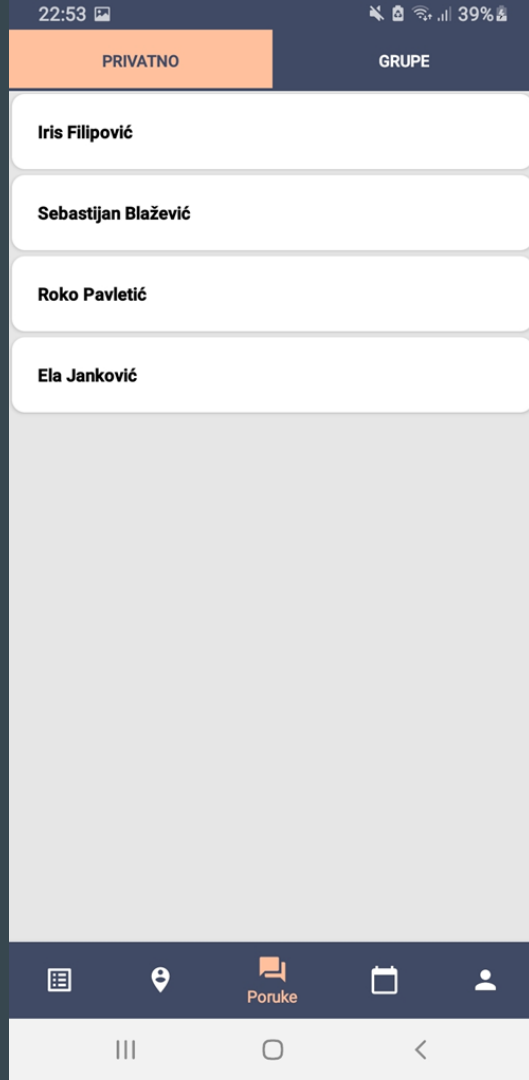 22:53 39%
PRIVATNO GRUPE
Iris Filipović
Sebastijan Blažević
Roko Pavletić
Ela Janković
Poruke